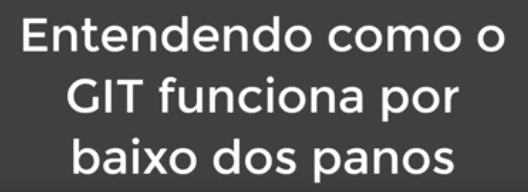 Entendendo como o
GIT funciona por
baixo dos panos